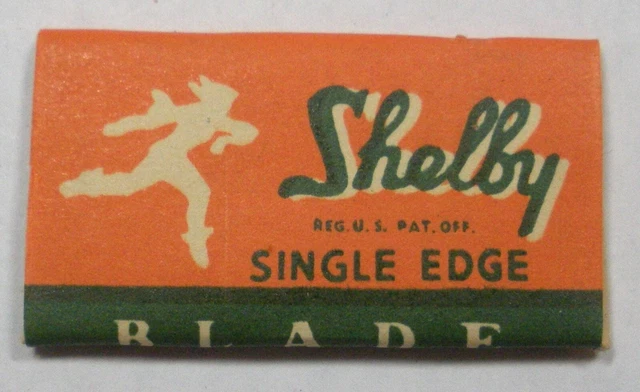 Shelby
REG. U. S. PAT. OFF.
SINGLE EDGE
BLADE